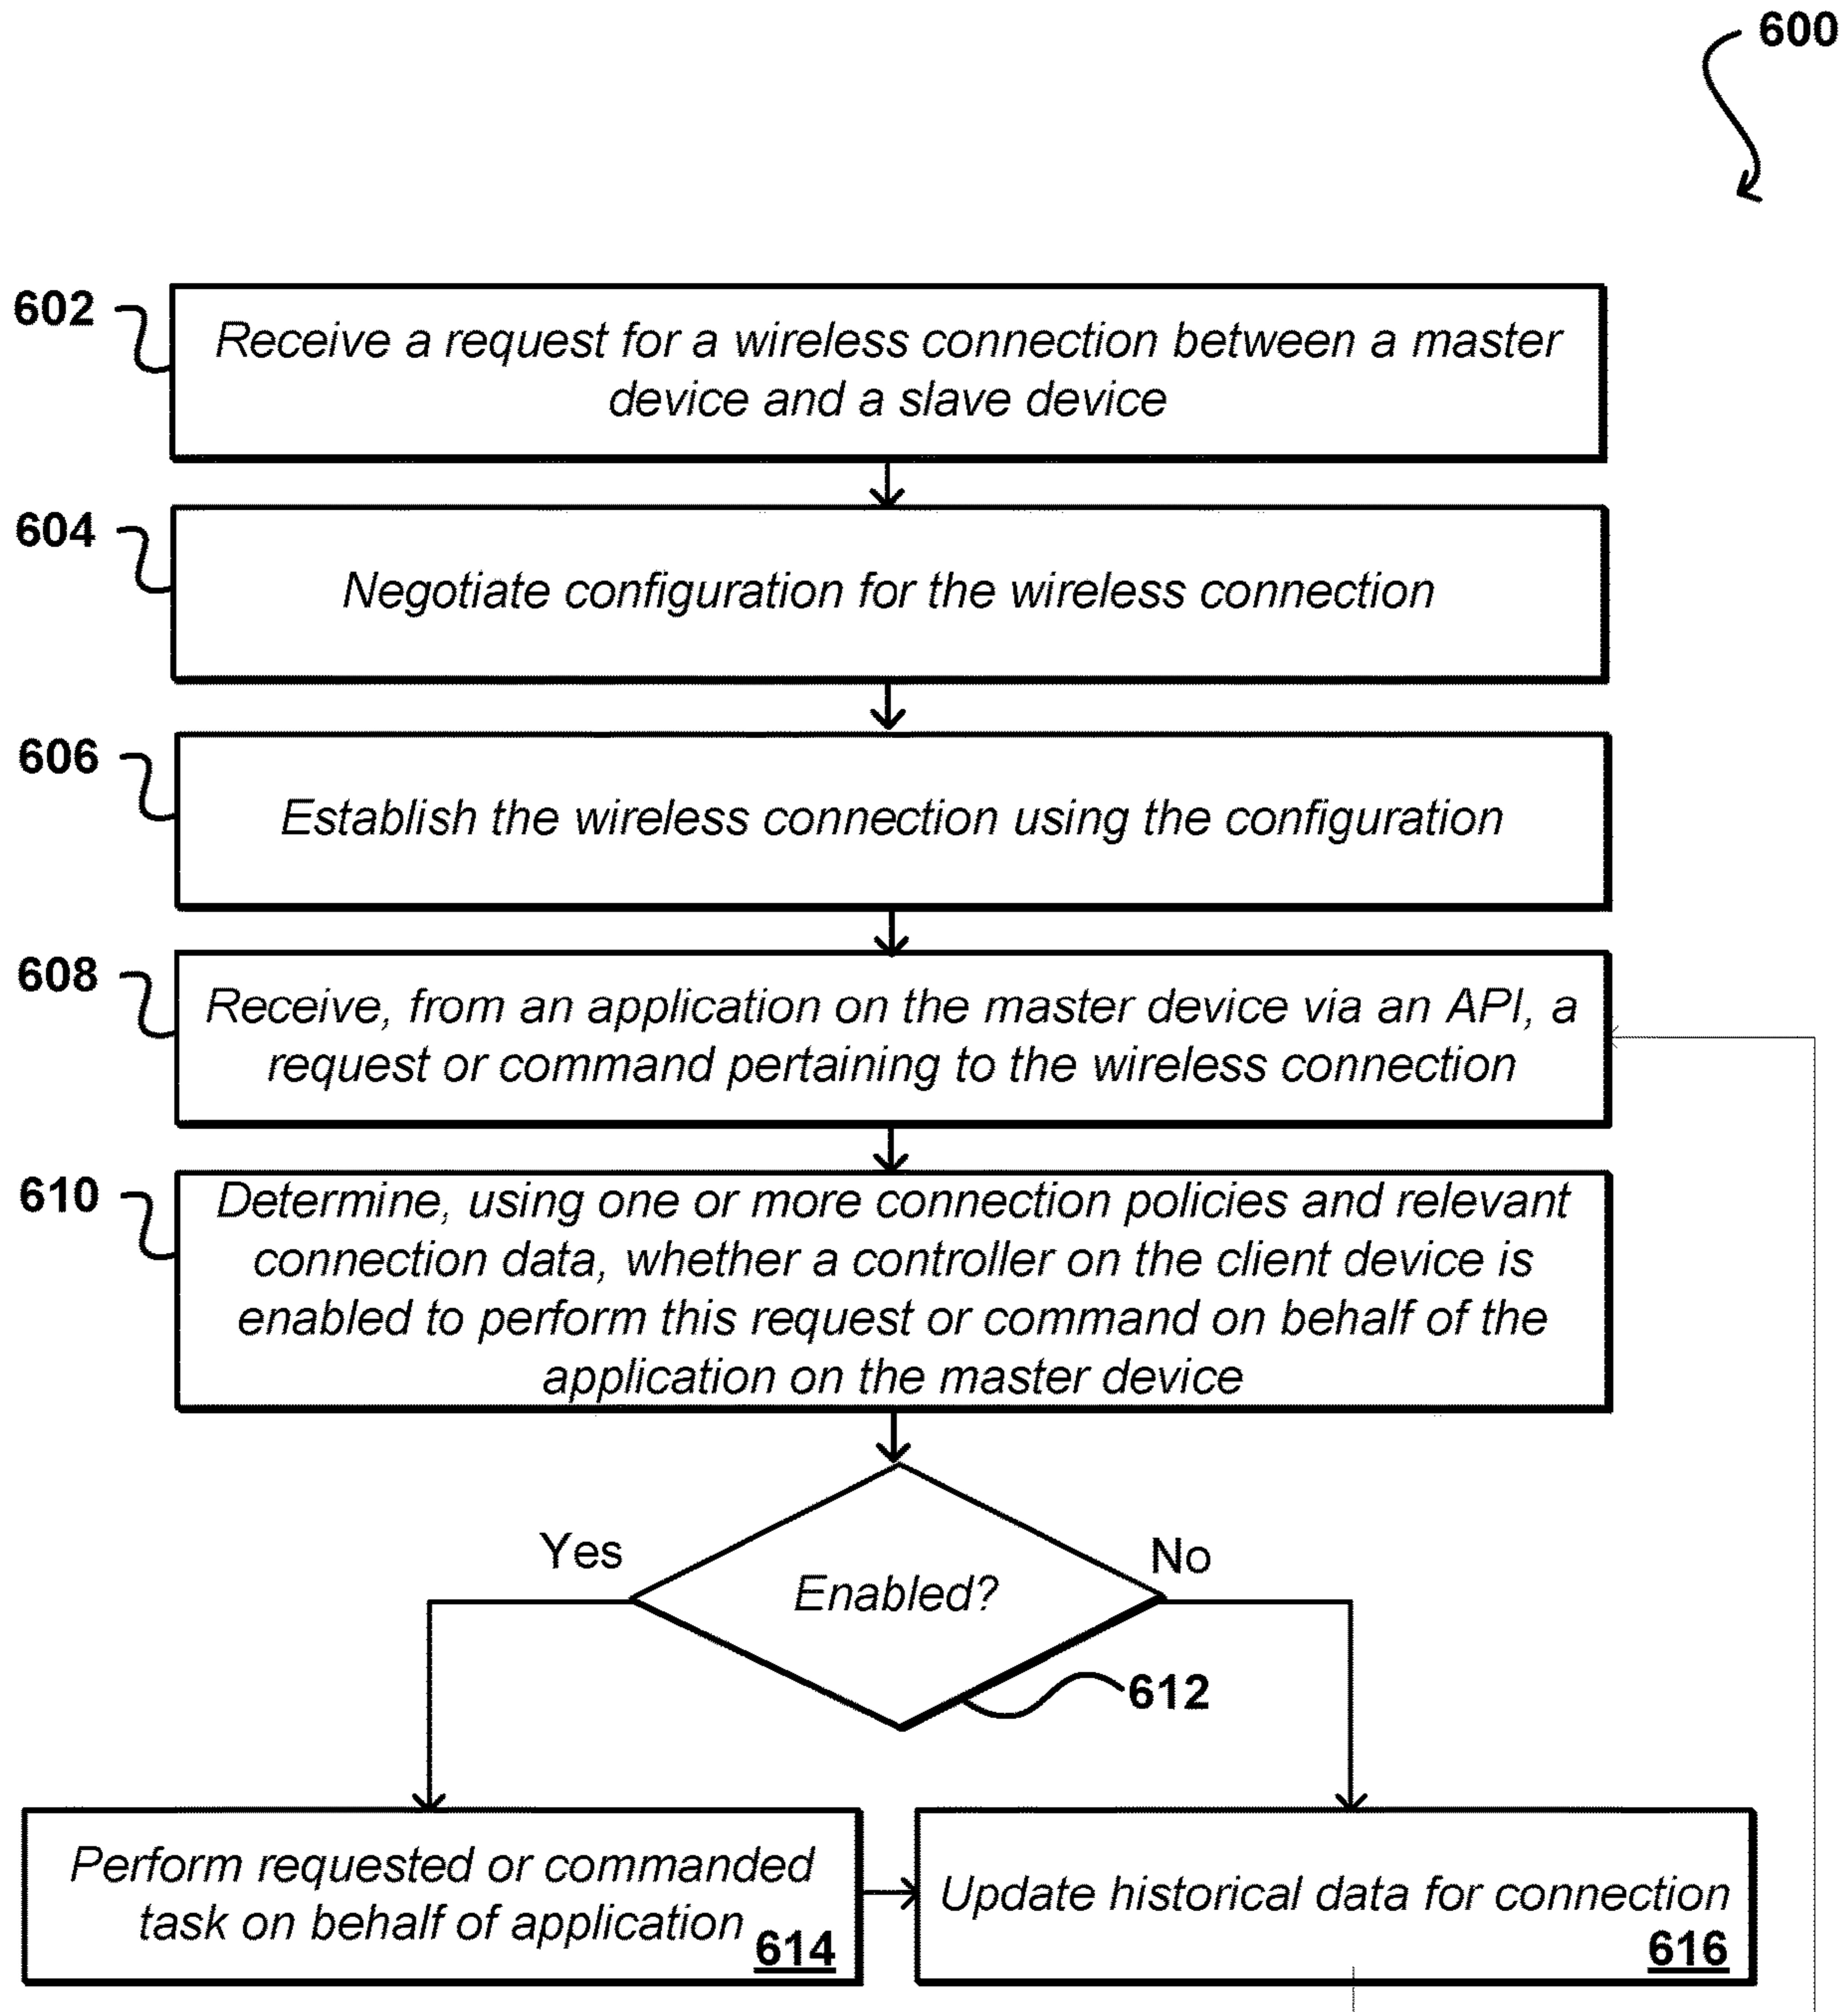 600
602
Receive a request for a wireless connection between a master
device and a slave device
604
Negotiate configuration for the wireless connection
606
Establish the wireless connection using the configuration
608
Receive, from an application on the master device via an API, a
request or command pertaining to the wireless connection
610
Determine, using one or more connection policies and relevant
connection data, whether a controller on the client device is
enabled to perform this request or command on behalf of the
application on the master device
Yes
No
Enabled?
612
Perform requested or commanded
task on behalf of application
614
Update historical data for connection
616